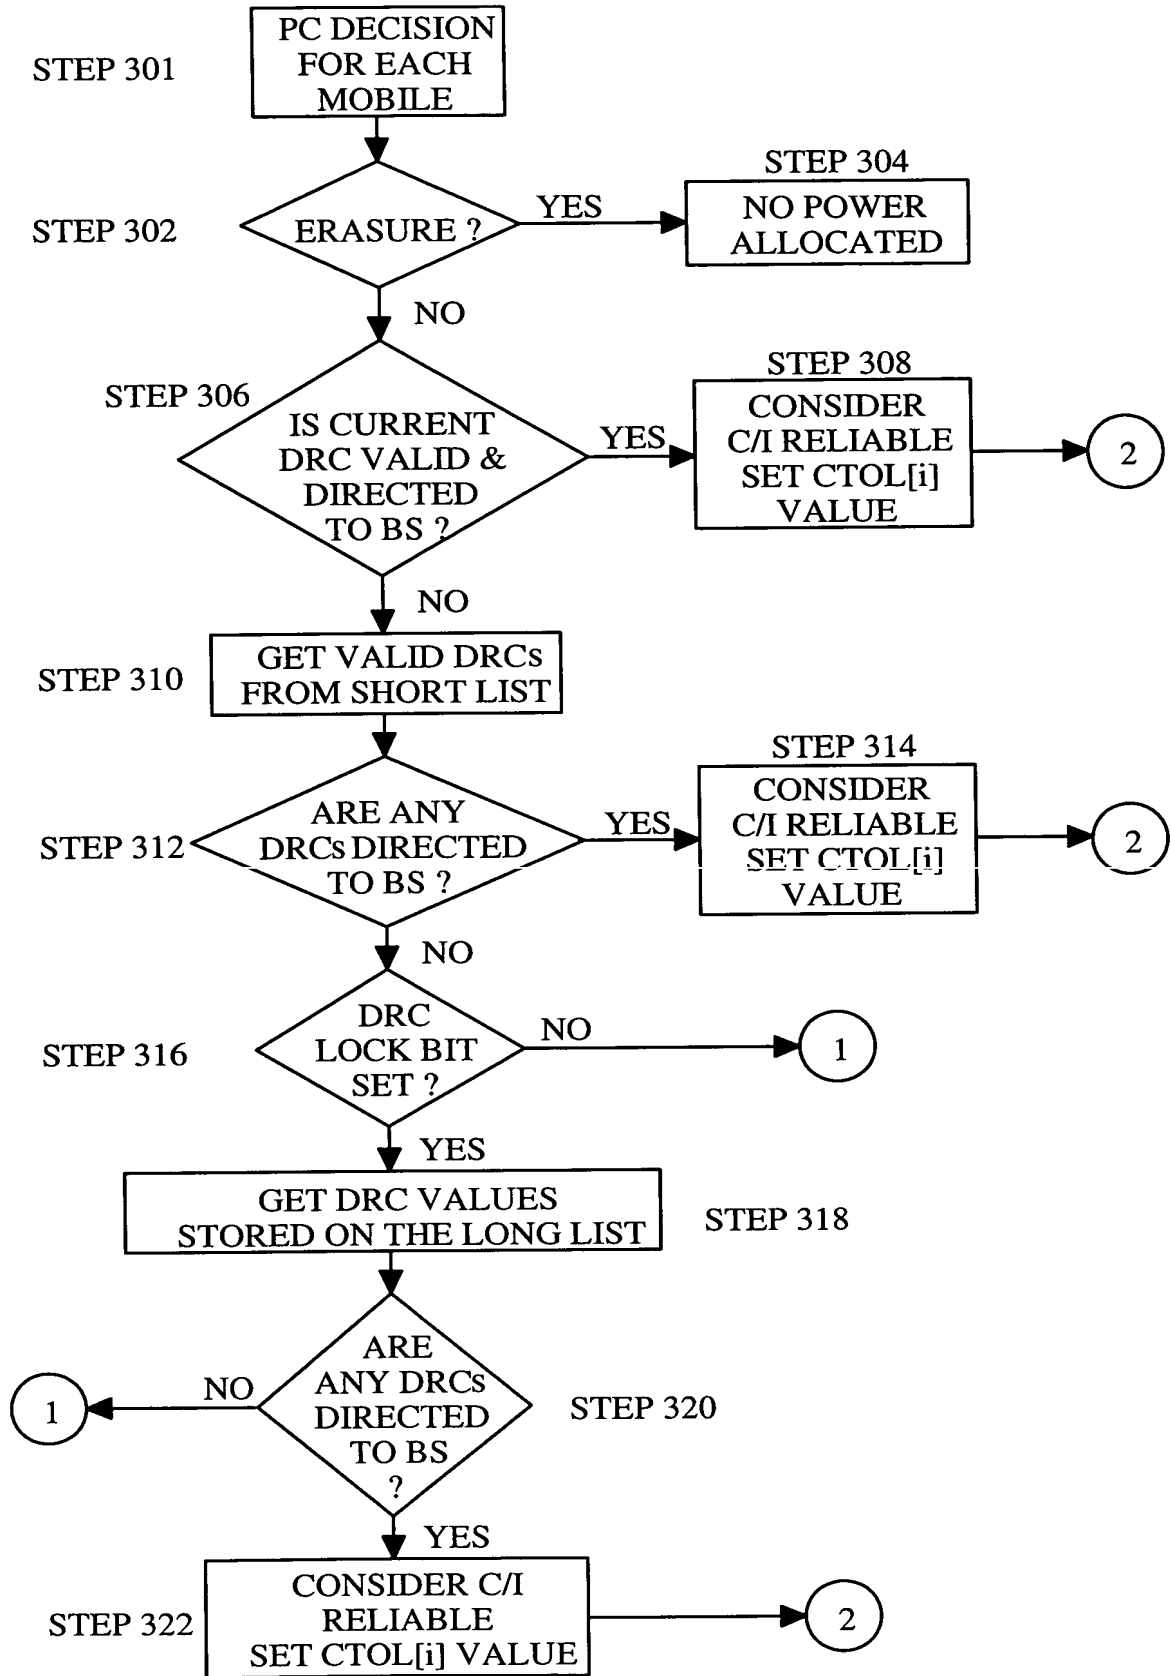 PC DECISION
FOR EACH
MOBILE
STEP 301
STEP 304
STEP 302
ERASURE ?
YES
NO POWER
ALLOCATED
NO
STEP 306
STEP 308
IS CURRENT
DRC VALID &
DIRECTED
TO BS ?
YES
CONSIDER
C/I RELIABLE
SET CTOL[i]
VALUE
2
NO
STEP 310
GET VALID DRCs
FROM SHORT LIST
STEP 314
STEP 312
ARE ANY
DRCs DIRECTED
TO BS ?
YES
CONSIDER
C/I RELIABLE
SET CTOL[i]
VALUE
2
NO
STEP 316
DRC
LOCK BIT
SET ?
NO
1
YES
GET DRC VALUES
STORED ON THE LONG LIST
STEP 318
1
NO
ARE
ANY DRCs
DIRECTED
TO BS
?
STEP 320
YES
STEP 322
CONSIDER C/I
RELIABLE
SET CTOL[i] VALUE
2